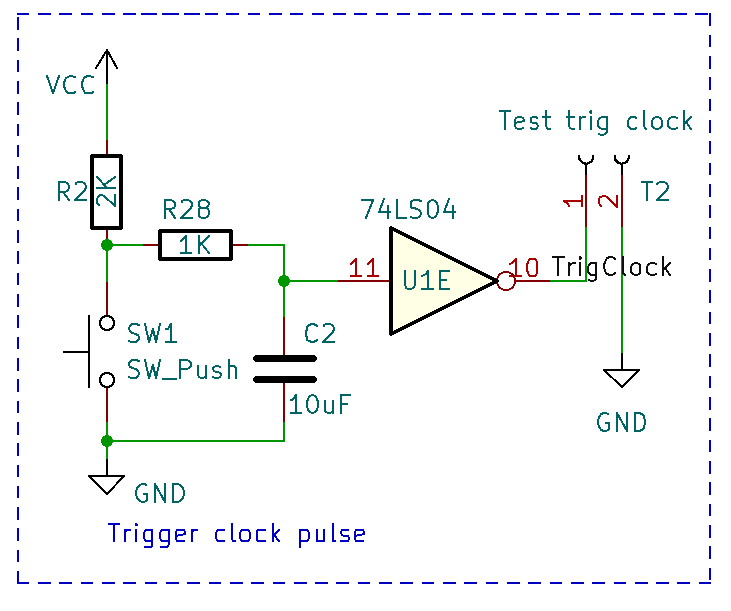 VCC
Test trig clock
R2
2K
R28
1K
74LS04
1
2
T2
11
U1E
10
TrigClock
SW1
SW_Push
C2
10uF
GND
GND
Trigger clock pulse